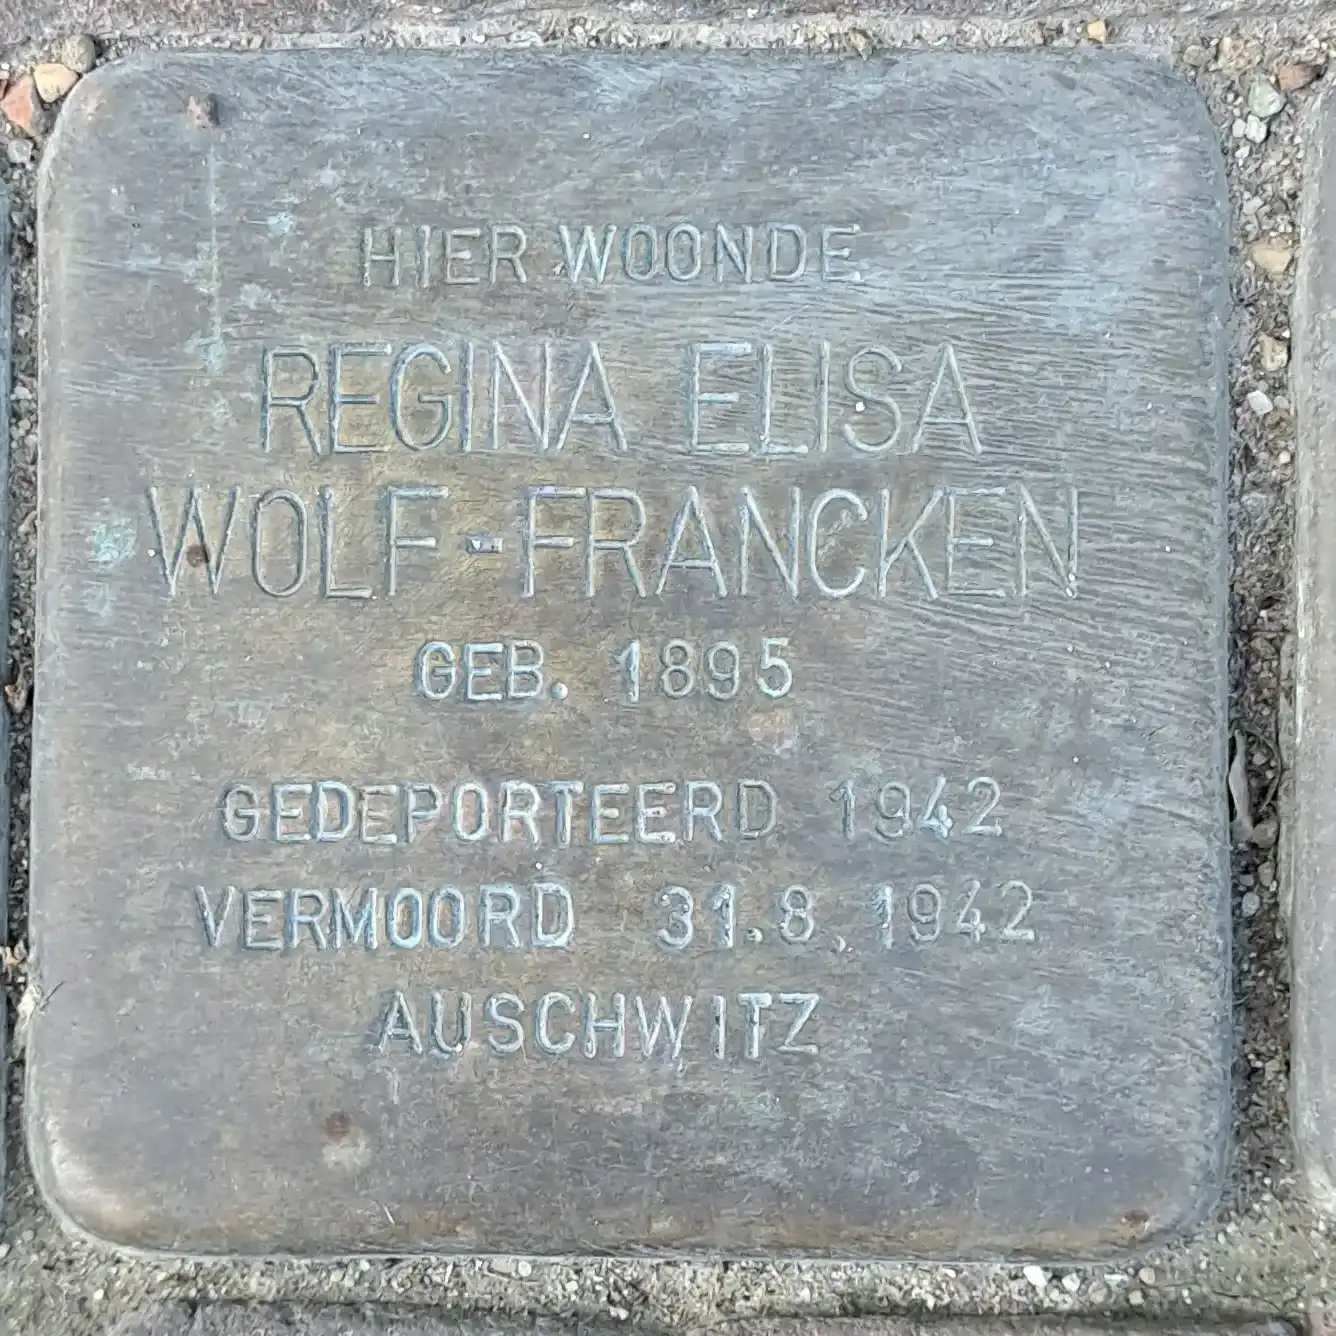 HIER WOONDE
REGINA ELISA
WOLF-FRANCKEN
GEB. 1895
GEDEPORTEERD 1942
VERMOORD 31.8.1942
AUSCHWITZ